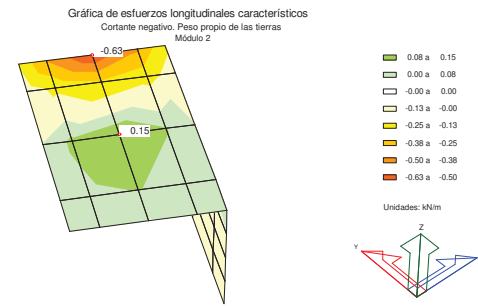 Gráfica de esfuerzos longitudinales característicos
Cortante negativo. Peso propio de las tierras
Módulo 2
-0.63
0.15
0.08 a 0.15
0.00 a 0.08
-0.00 a 0.00
-0.13 a -0.00
-0.25 a -0.13
-0.38 a -0.25
-0.50 a -0.38
-0.63 a -0.50
Unidades: kN/m
Z
Y